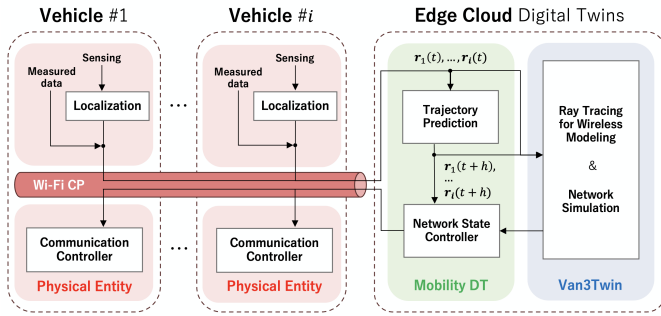 Vehicle #1
Vehicle #i
Edge Cloud Digital Twins
Sensing
Measured
data
Localization
...
Sensing
Measured
data
Localization
r₁(t), ..., rᵢ(t)
Trajectory
Prediction
r₁(t + h),
...
rᵢ(t + h)
Ray Tracing
for Wireless
Modeling
&
Network
Simulation
Wi-Fi CP
Communication
Controller
Physical Entity
...
Communication
Controller
Physical Entity
Network State
Controller
Mobility DT
Van3Twin